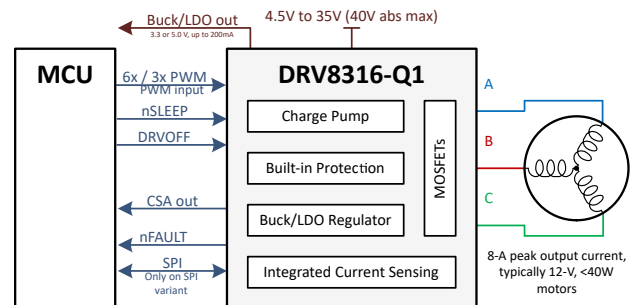 Buck/LDO out
3.3 or 5.0 V, up to 200mA
4.5V to 35V (40V abs max)
MCU
DRV8316-Q1
6x / 3x PWM
PWM input
nSLEEP
DRVOFF
CSA out
nFAULT
SPI
Only on SPI
variant
Charge Pump
Built-in Protection
Buck/LDO Regulator
Integrated Current Sensing
MOSFETs
A
B
C
8-A peak output current,
typically 12-V, <40W
motors